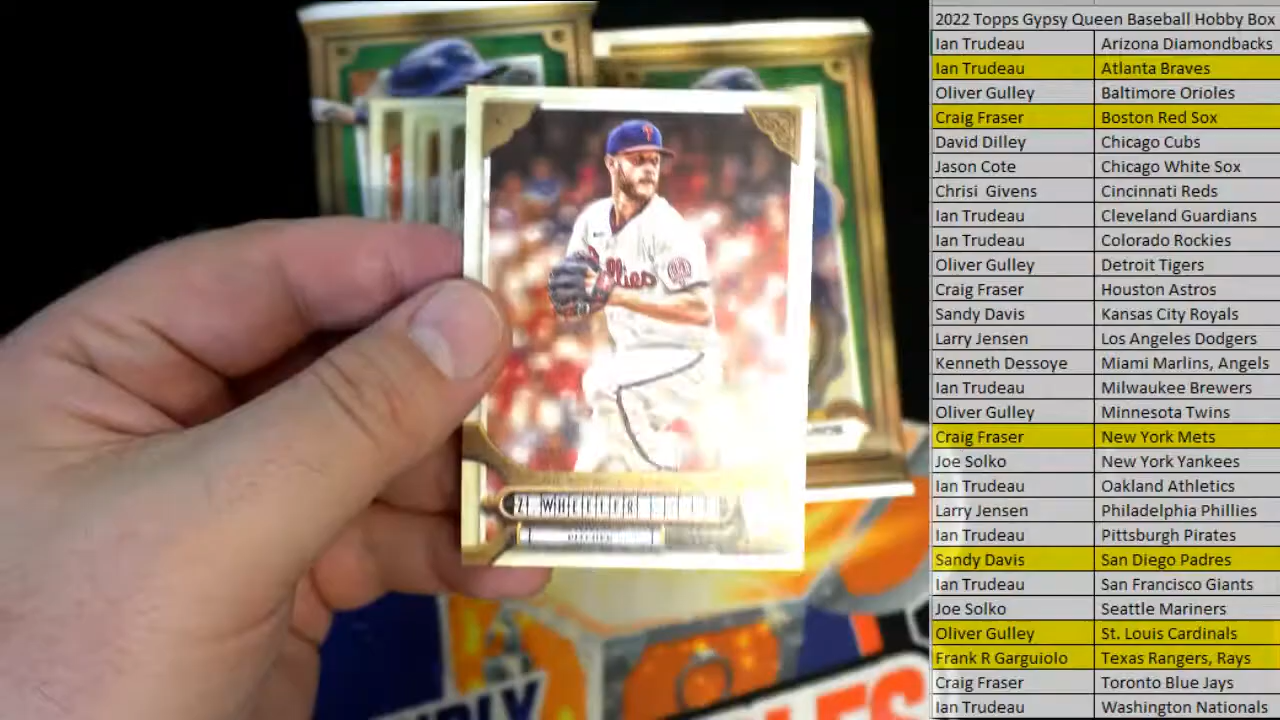 2022 Topps Gypsy Queen Baseball Hobby Box
Ian Trudeau Arizona Diamondbacks
Ian Trudeau Atlanta Braves
Oliver Gulley Baltimore Orioles
Craig Fraser Boston Red Sox
David Dilley Chicago Cubs
Jason Cote Chicago White Sox
Chrisi Givens Cincinnati Reds
Ian Trudeau Cleveland Guardians
Ian Trudeau Colorado Rockies
Oliver Gulley Detroit Tigers
Craig Fraser Houston Astros
Sandy Davis Kansas City Royals
Larry Jensen Los Angeles Dodgers
Kenneth Dessoye Miami Marlins, Angels
Ian Trudeau Milwaukee Brewers
Oliver Gulley Minnesota Twins
Craig Fraser New York Mets
Joe Solko New York Yankees
Ian Trudeau Oakland Athletics
Larry Jensen Philadelphia Phillies
Ian Trudeau Pittsburgh Pirates
Sandy Davis San Diego Padres
Ian Trudeau San Francisco Giants
Joe Solko Seattle Mariners
Oliver Gulley St. Louis Cardinals
Frank R Garguiolo Texas Rangers, Rays
Craig Fraser Toronto Blue Jays
Ian Trudeau Washington Nationals
Z. WHEELER
PITCHER